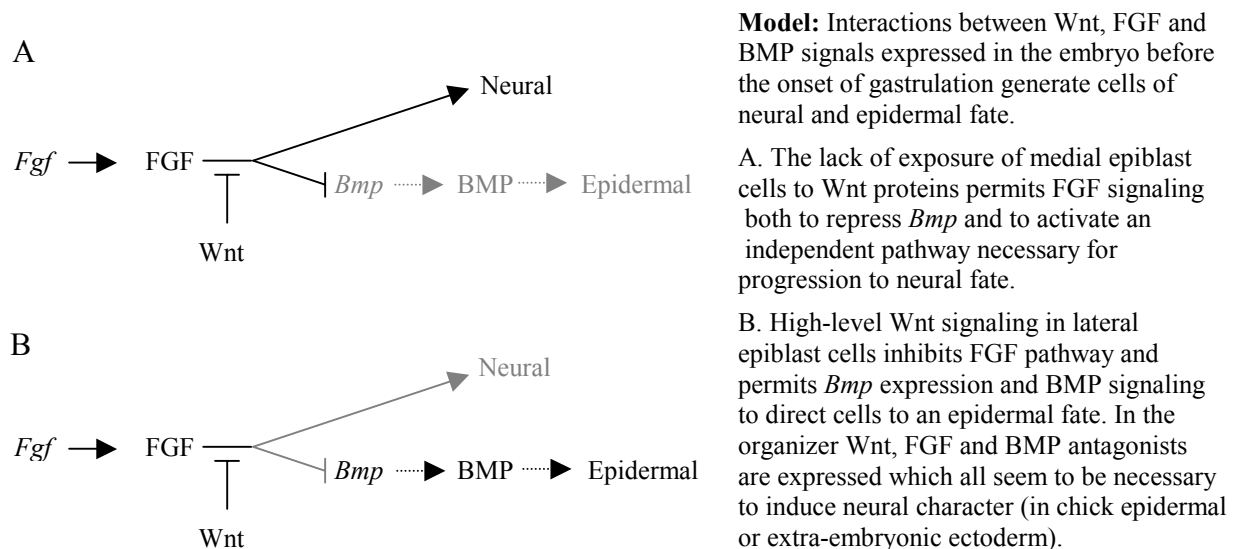 A
Neural
Fgf FGF Bmp BMP Epidermal
Wnt
B
Neural
Fgf FGF Bmp BMP Epidermal
Wnt
Model: Interactions between Wnt, FGF and
BMP signals expressed in the embryo before
the onset of gastrulation generate cells of
neural and epidermal fate.
A. The lack of exposure of medial epiblast
cells to Wnt proteins permits FGF signaling
both to repress Bmp and to activate an
independent pathway necessary for
progression to neural fate.
B. High-level Wnt signaling in lateral
epiblast cells inhibits FGF pathway and
permits Bmp expression and BMP signaling
to direct cells to an epidermal fate. In the
organizer Wnt, FGF and BMP antagonists
are expressed which all seem to be necessary
to induce neural character (in chick epidermal
or extra-embryonic ectoderm).